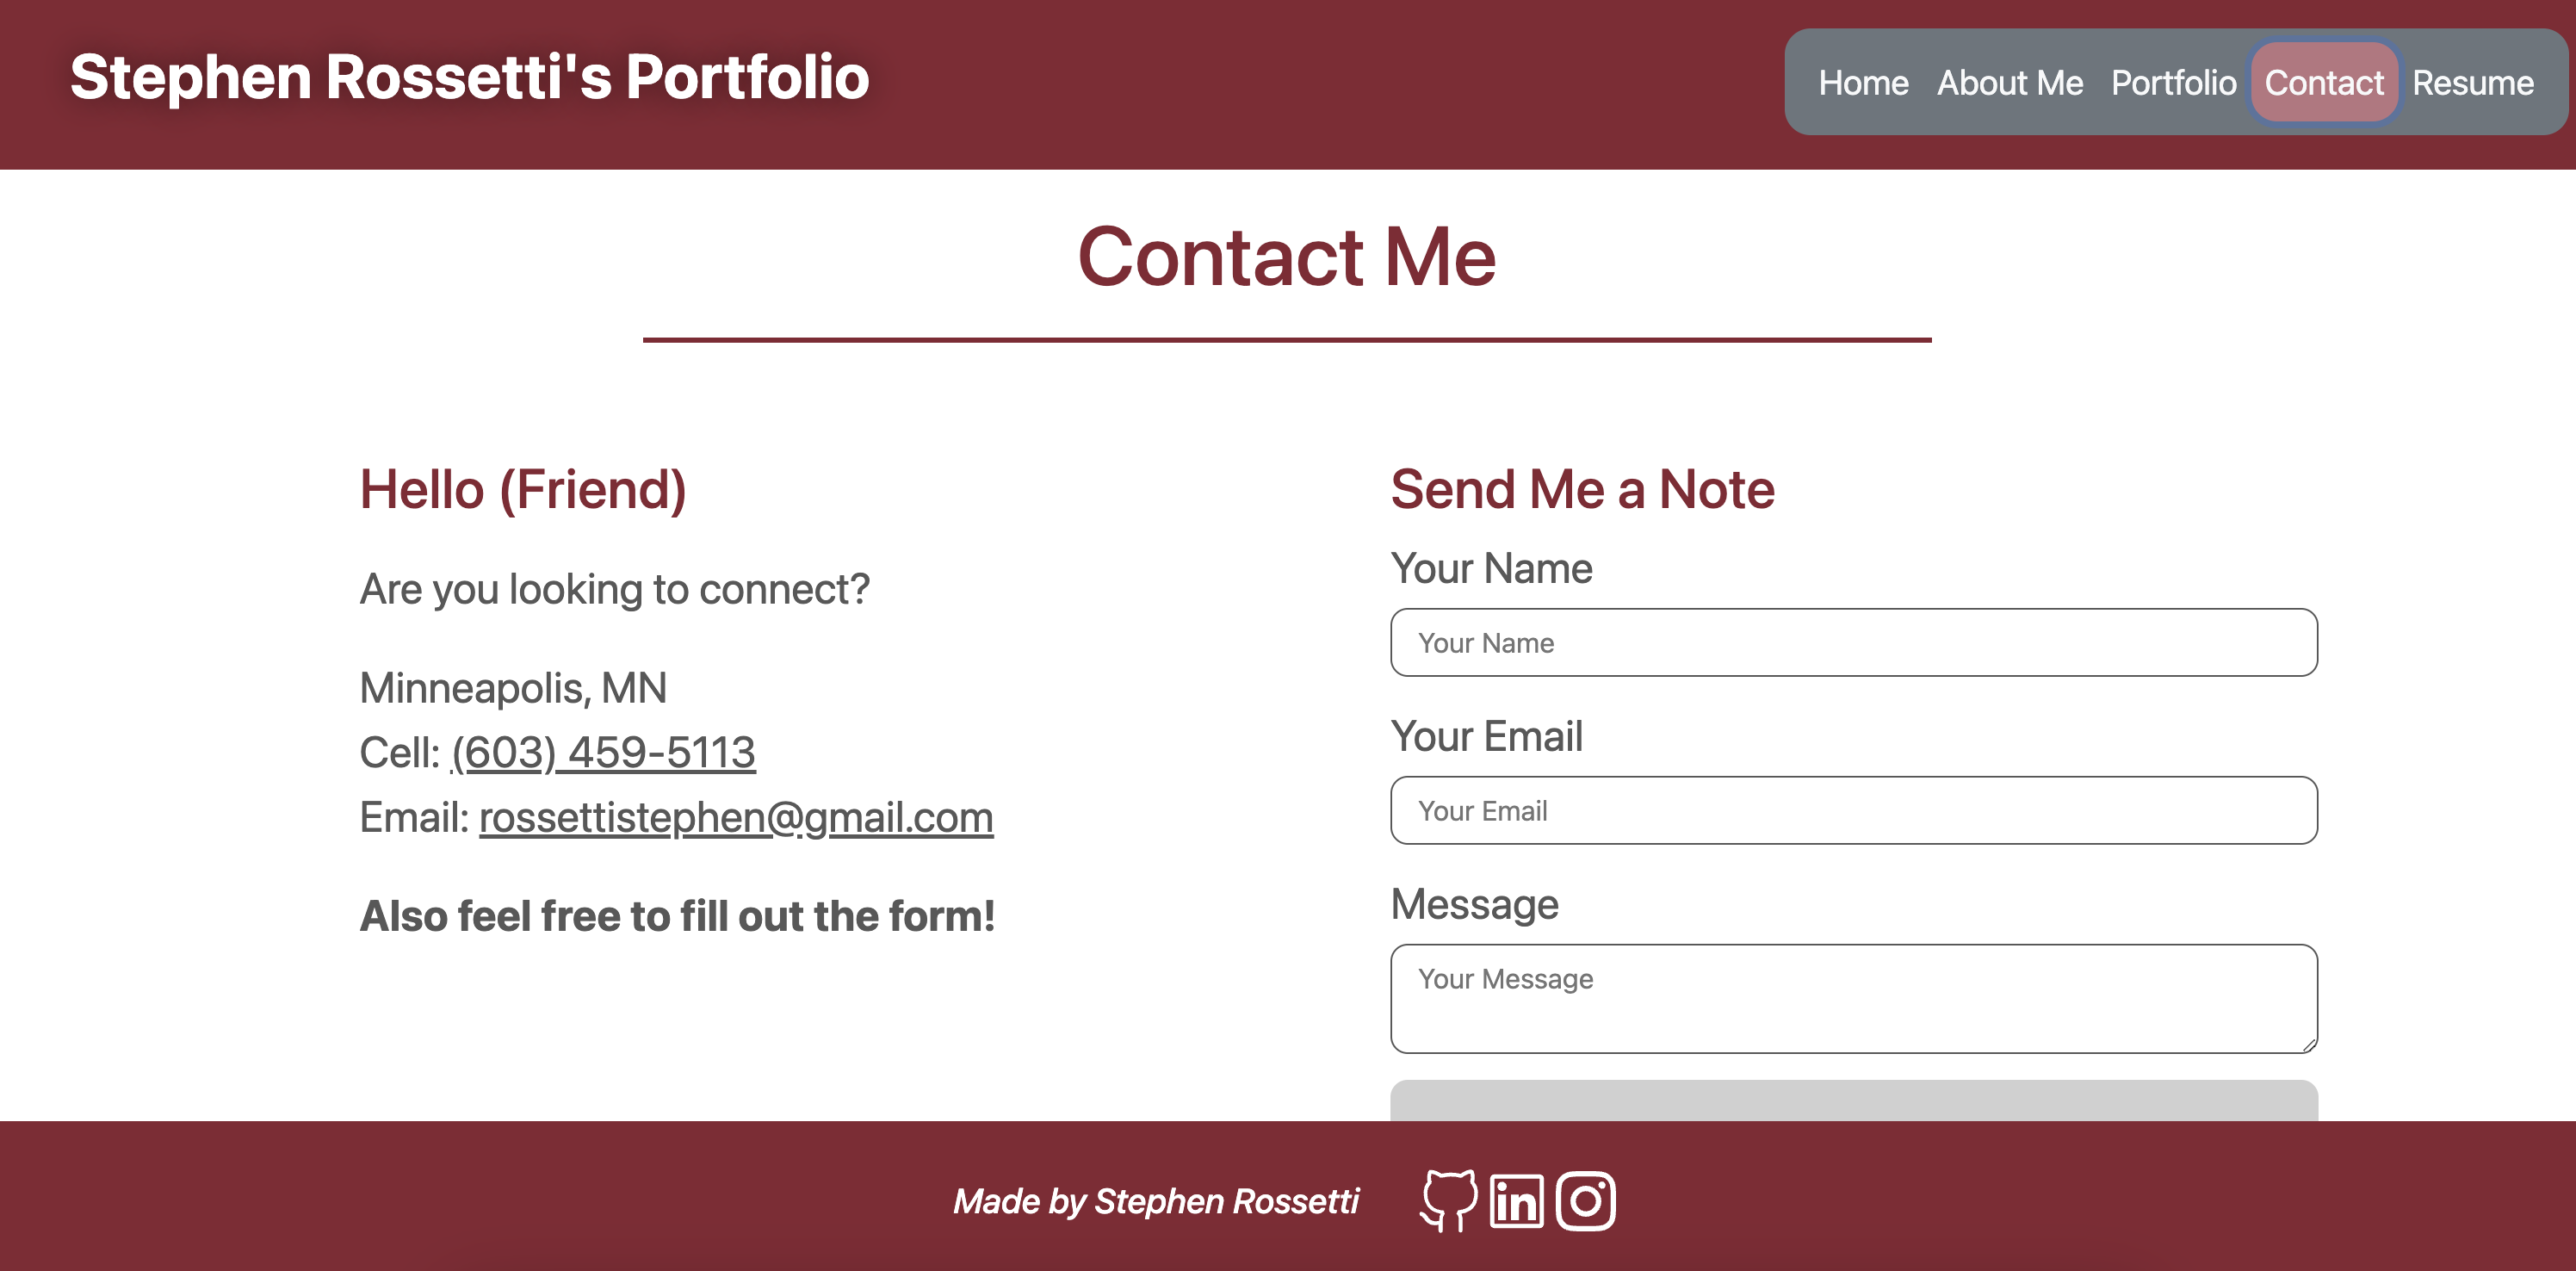 Stephen Rossetti's Portfolio
Home About Me Portfolio Contact Resume
Contact Me
Hello (Friend)
Are you looking to connect?
Minneapolis, MN
Cell: (603) 459-5113
Email: rossettistephen@gmail.com
Also feel free to fill out the form!
Send Me a Note
Your Name
Your Name
Your Email
Your Email
Message
Your Message
Made by Stephen Rossetti
in